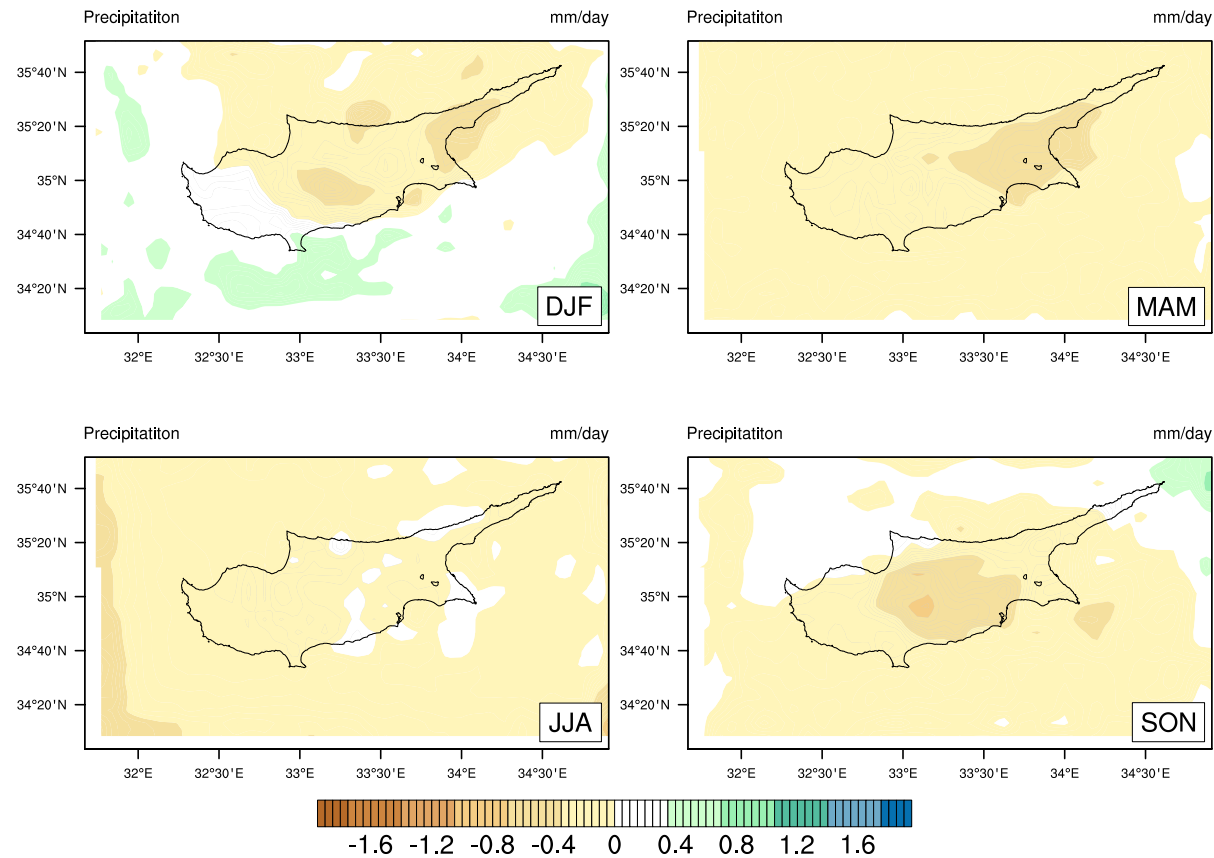 Precipitatiton mm/day
35°40'N
35°20'N
35°N
34°40'N
34°20'N
DJF
32°E 32°30'E 33°E 33°30'E 34°E 34°30'E
Precipitatiton mm/day
35°40'N
35°20'N
35°N
34°40'N
34°20'N
MAM
32°E 32°30'E 33°E 33°30'E 34°E 34°30'E
Precipitatiton mm/day
35°40'N
35°20'N
35°N
34°40'N
34°20'N
JJA
32°E 32°30'E 33°E 33°30'E 34°E 34°30'E
Precipitatiton mm/day
35°40'N
35°20'N
35°N
34°40'N
34°20'N
SON
32°E 32°30'E 33°E 33°30'E 34°E 34°30'E
-1.6 -1.2 -0.8 -0.4 0 0.4 0.8 1.2 1.6